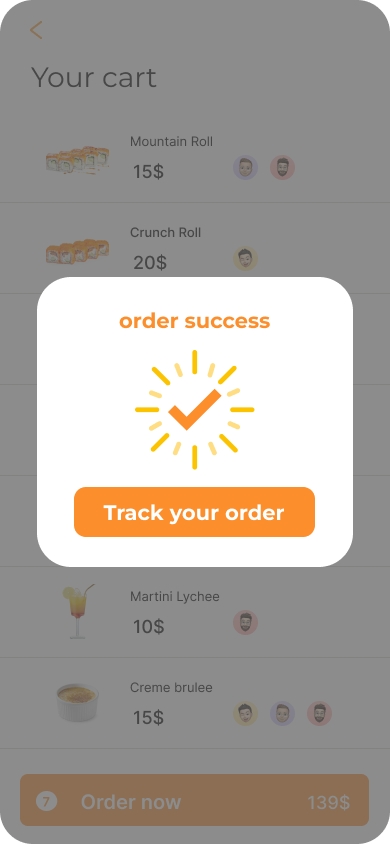 Your cart
Mountain Roll
15$
Crunch Roll
20$
order success
Track your order
Martini Lychee
10$
Creme brulee
15$
7 Order now 139$